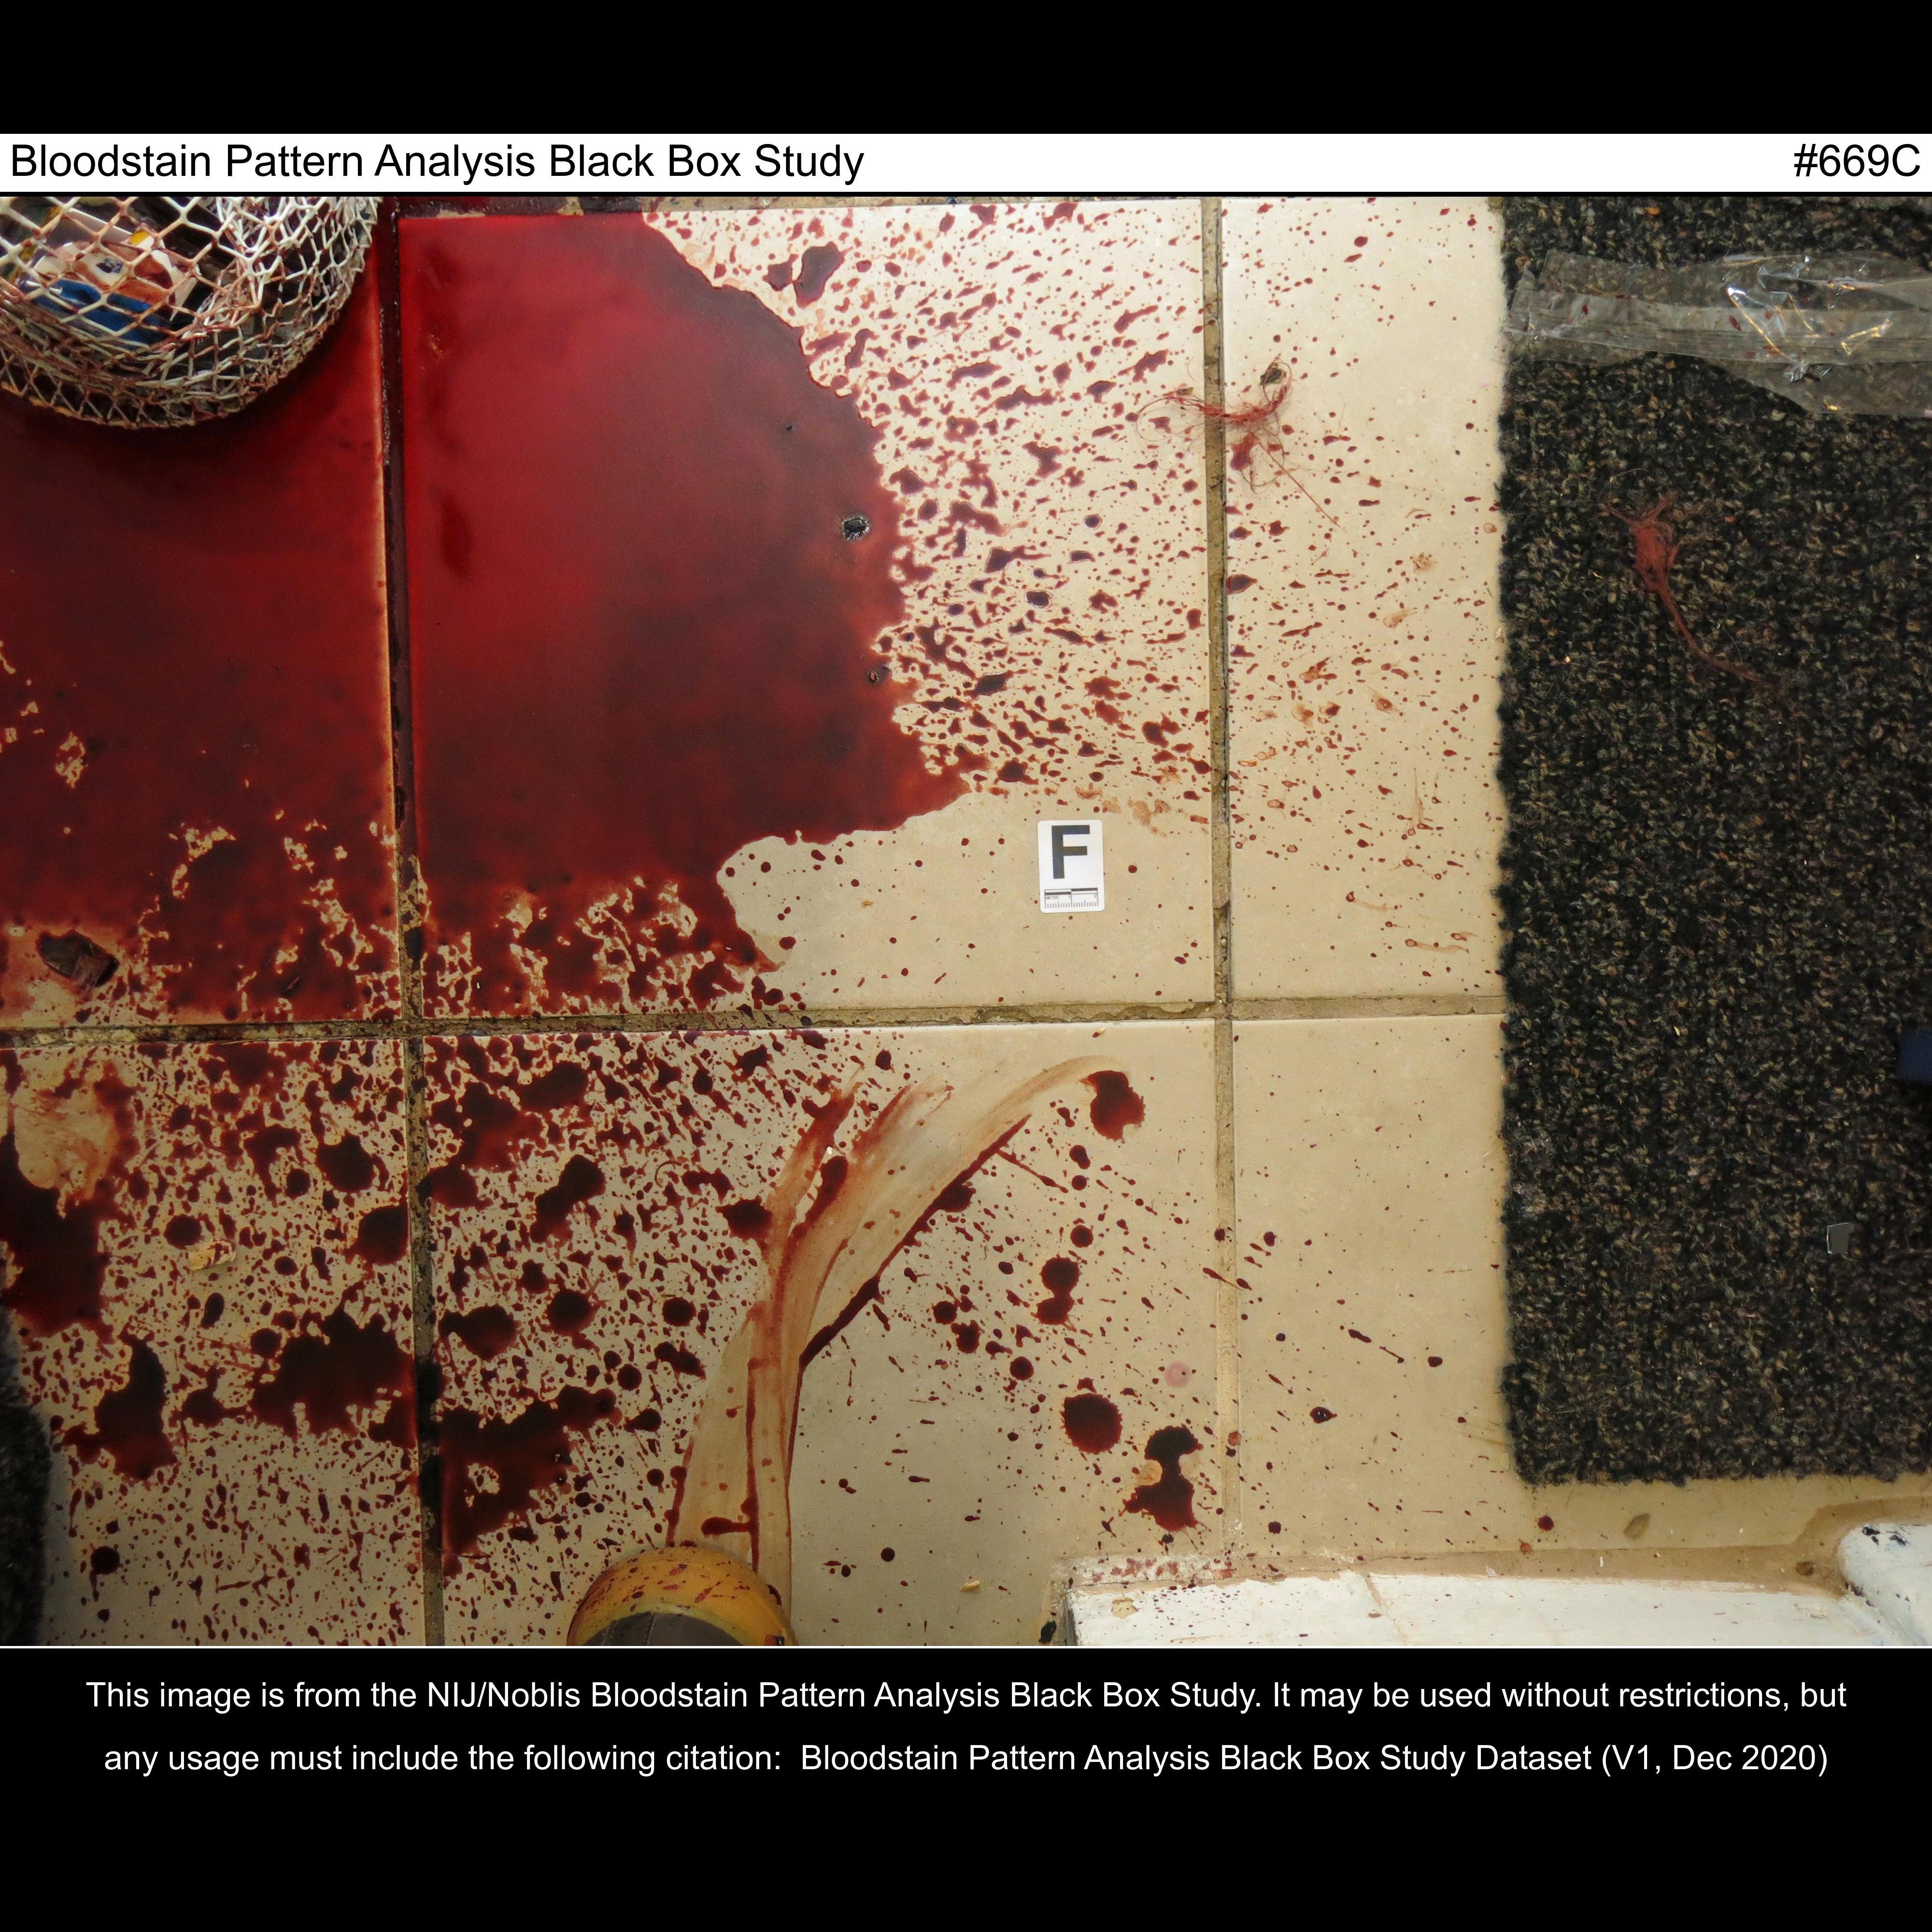 Bloodstain Pattern Analysis Black Box Study #669C
F
This image is from the NIJ/Noblis Bloodstain Pattern Analysis Black Box Study. It may be used without restrictions, but
any usage must include the following citation:  Bloodstain Pattern Analysis Black Box Study Dataset (V1, Dec 2020)